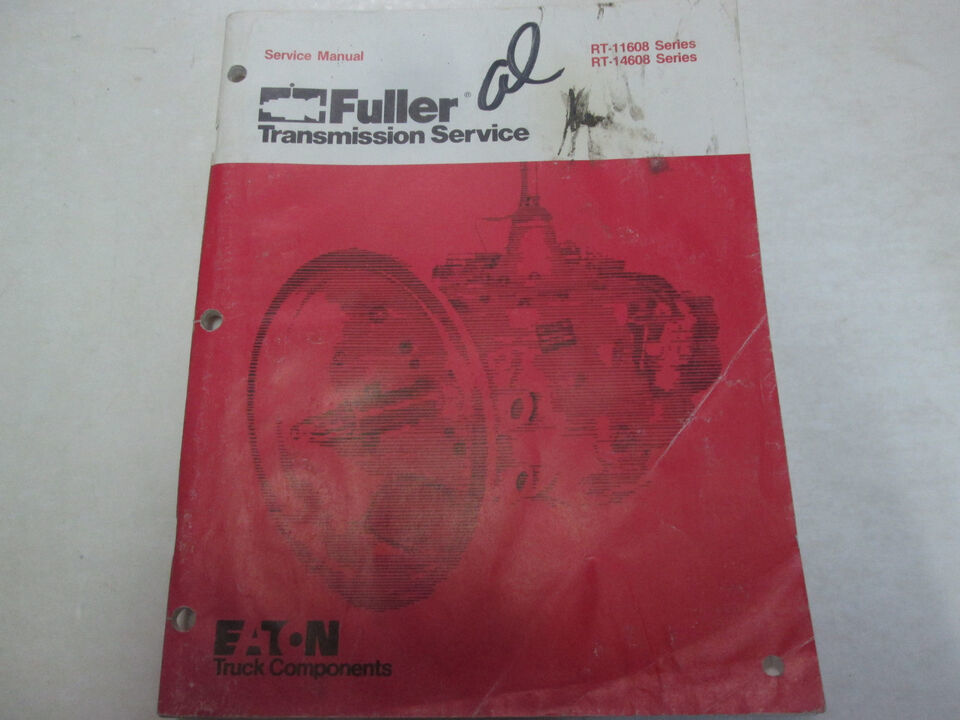 Service Manual
RT-11608 Series
RT-14608 Series
Fuller®
Transmission Service
EATON
Truck Components